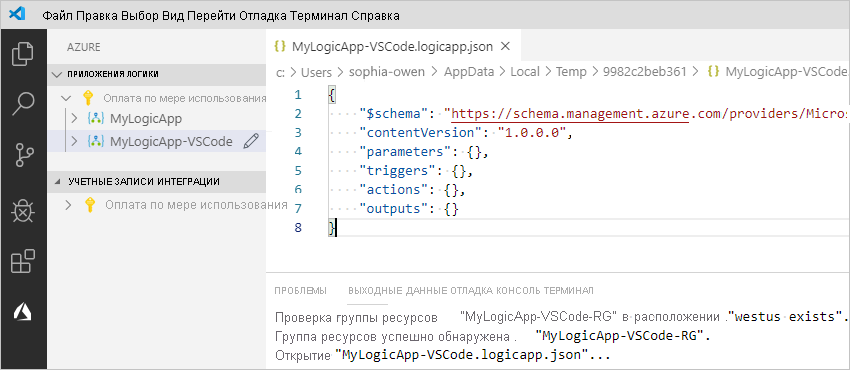 Файл Правка Выбор Вид Перейти Отладка Терминал Справка
AZURE
ПРИЛОЖЕНИЯ ЛОГИКИ
Оплата по мере использования
MyLogicApp
MyLogicApp-VSCode
УЧЕТНЫЕ ЗАПИСИ ИНТЕГРАЦИИ
Оплата по мере использования
{} MyLogicApp-VSCode.logicapp.json ×
c: > Users > sophia-owen > AppData > Local > Temp > 9982c2beb361 > {} MyLogicApp-VSCode.
1 {
2 "$schema": "https://schema.management.azure.com/providers/Micros
3 "contentVersion": "1.0.0.0",
4 "parameters": {},
5 "triggers": {},
6 "actions": {},
7 "outputs": {}
8 }
ПРОБЛЕМЫ ВЫХОДНЫЕ ДАННЫЕ ОТЛАДКА КОНСОЛЬ ТЕРМИНАЛ
Проверка группы ресурсов "MyLogicApp-VSCode-RG" в расположении ."westus exists".
Группа ресурсов успешно обнаружена . "MyLogicApp-VSCode-RG".
Открытие "MyLogicApp-VSCode.logicapp.json"...